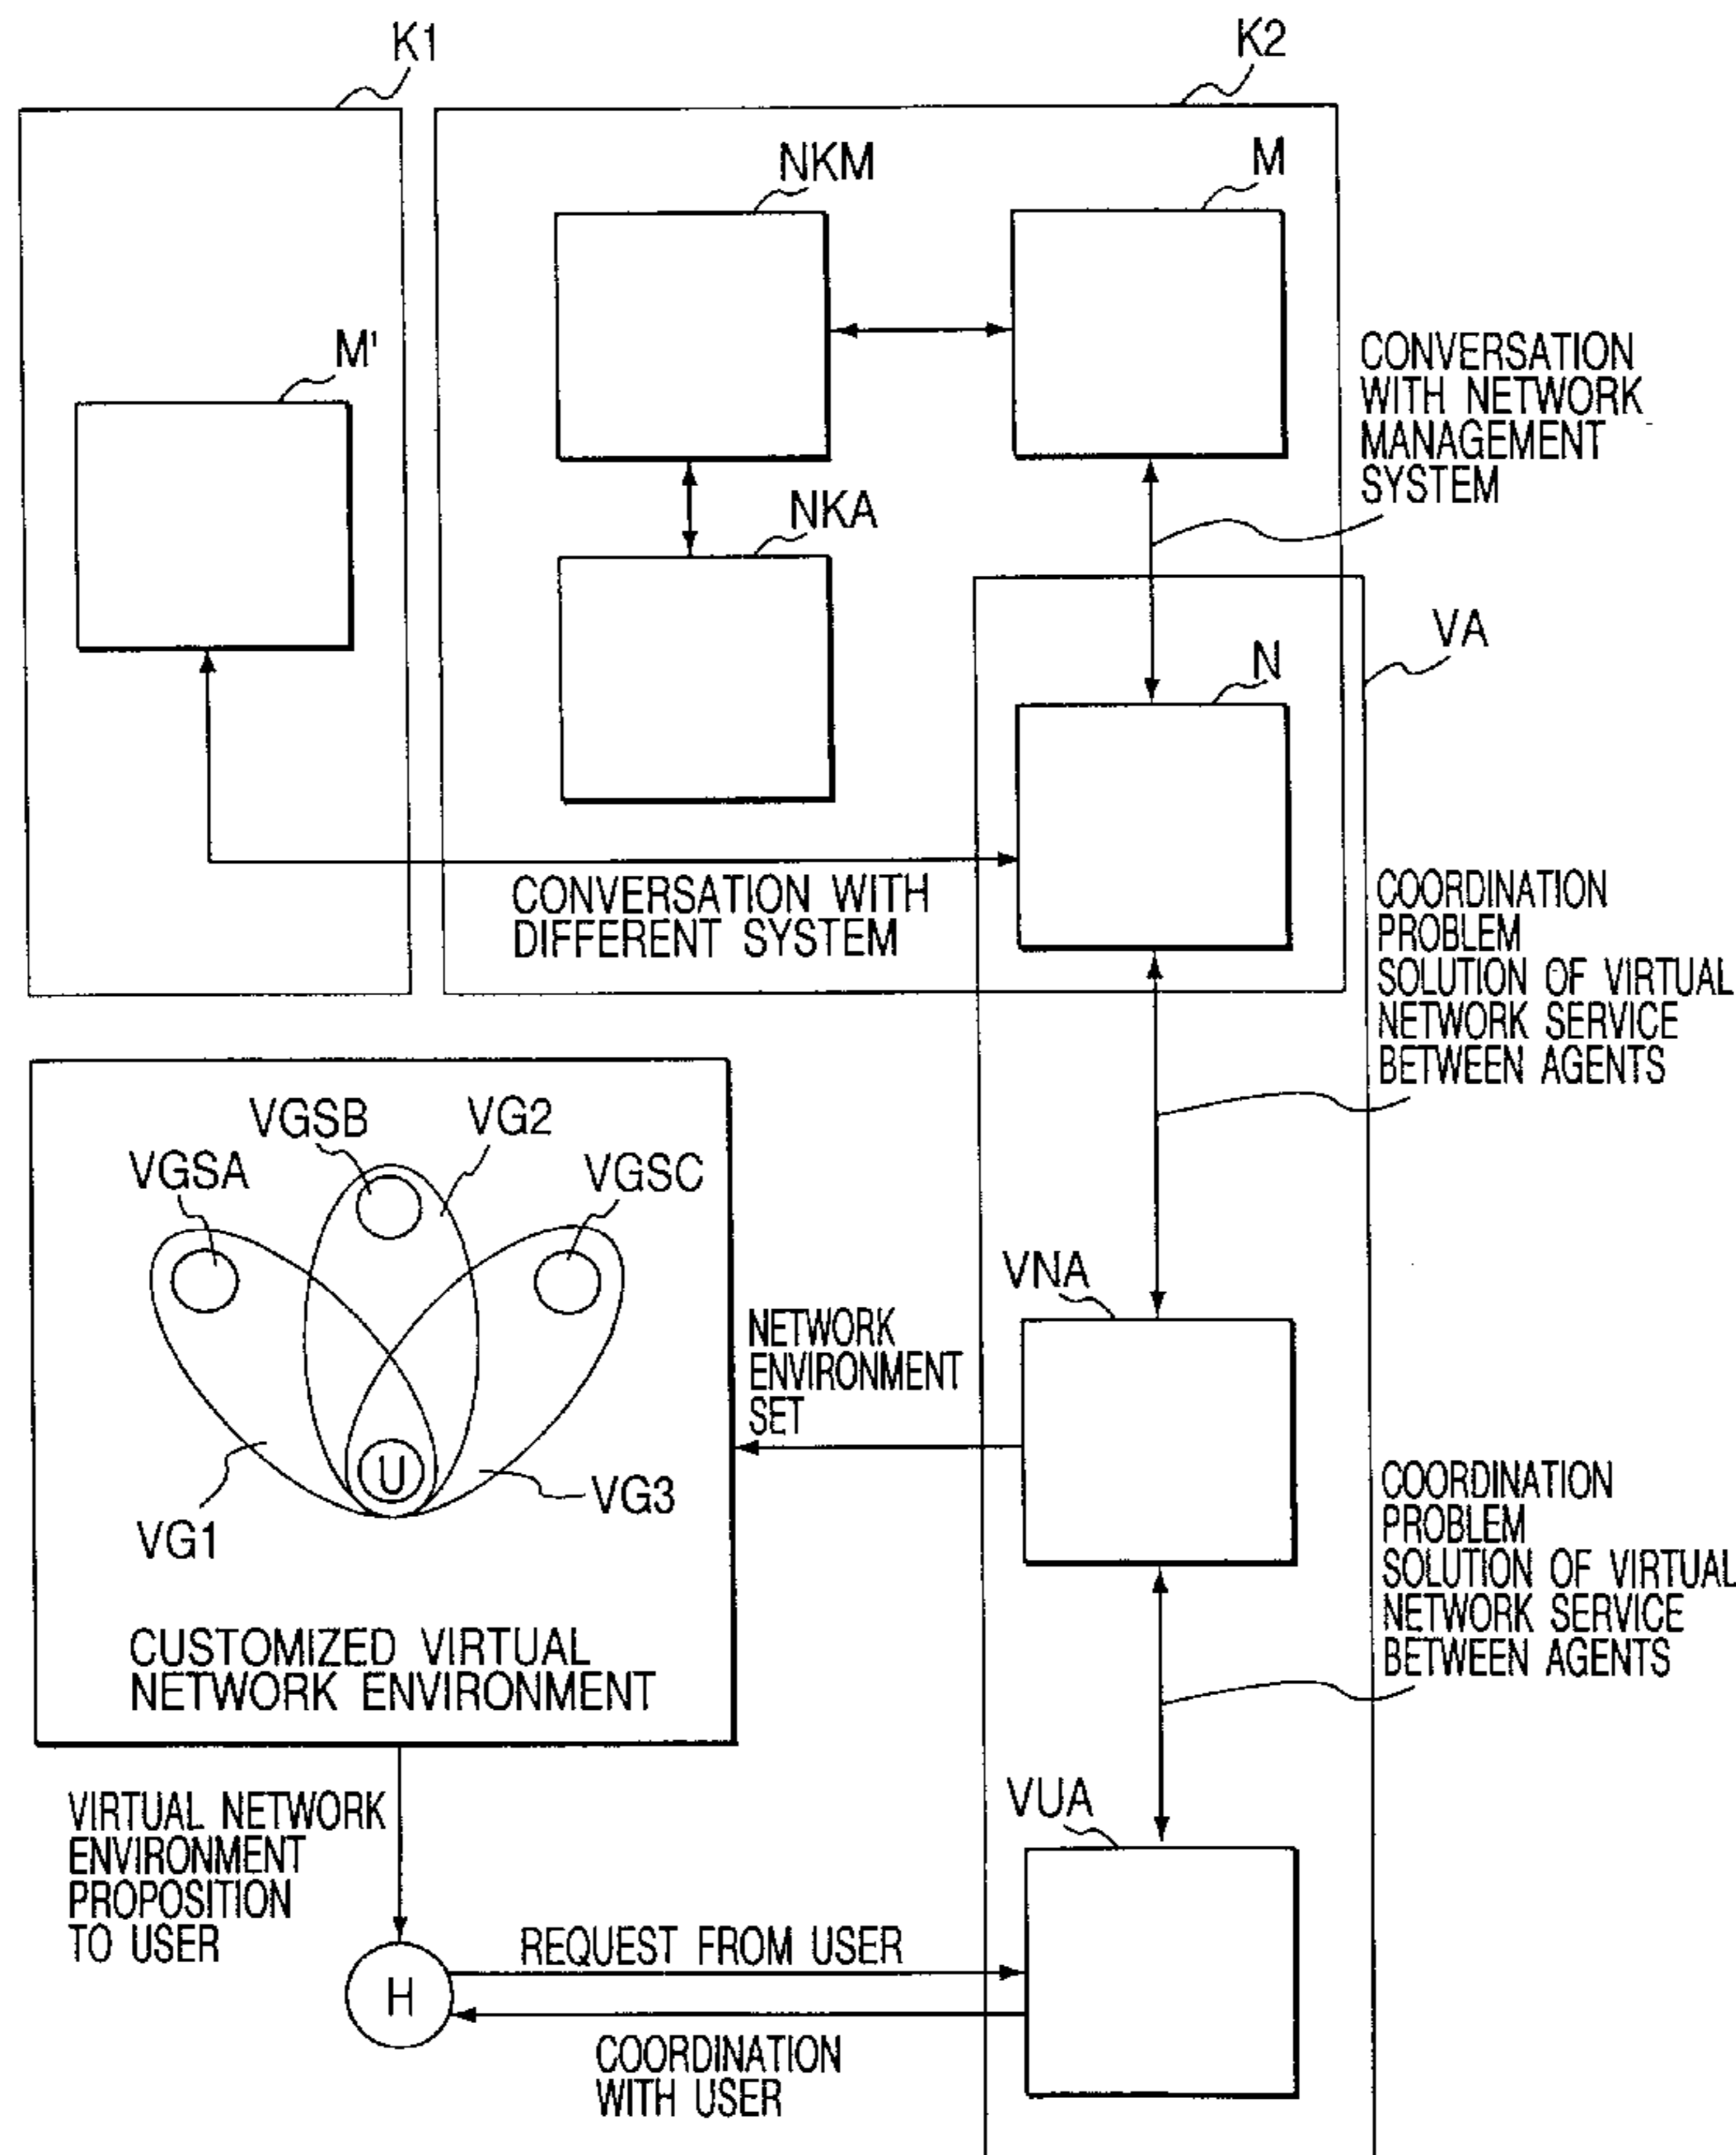 K1
K2
NKM
M
M'
CONVERSATION
WITH NETWORK
MANAGEMENT
SYSTEM
NKA
VA
N
CONVERSATION WITH
DIFFERENT SYSTEM
COORDINATION
PROBLEM
SOLUTION OF VIRTUAL
NETWORK SERVICE
BETWEEN AGENTS
VGSB
VG2
VGSA
VGSC
VNA
NETWORK
ENVIRONMENT
SET
U
VG3
VG1
COORDINATION
PROBLEM
SOLUTION OF VIRTUAL
NETWORK SERVICE
BETWEEN AGENTS
CUSTOMIZED VIRTUAL
NETWORK ENVIRONMENT
VUA
VIRTUAL NETWORK
ENVIRONMENT
PROPOSITION
TO USER
REQUEST FROM USER
H
COORDINATION
WITH USER